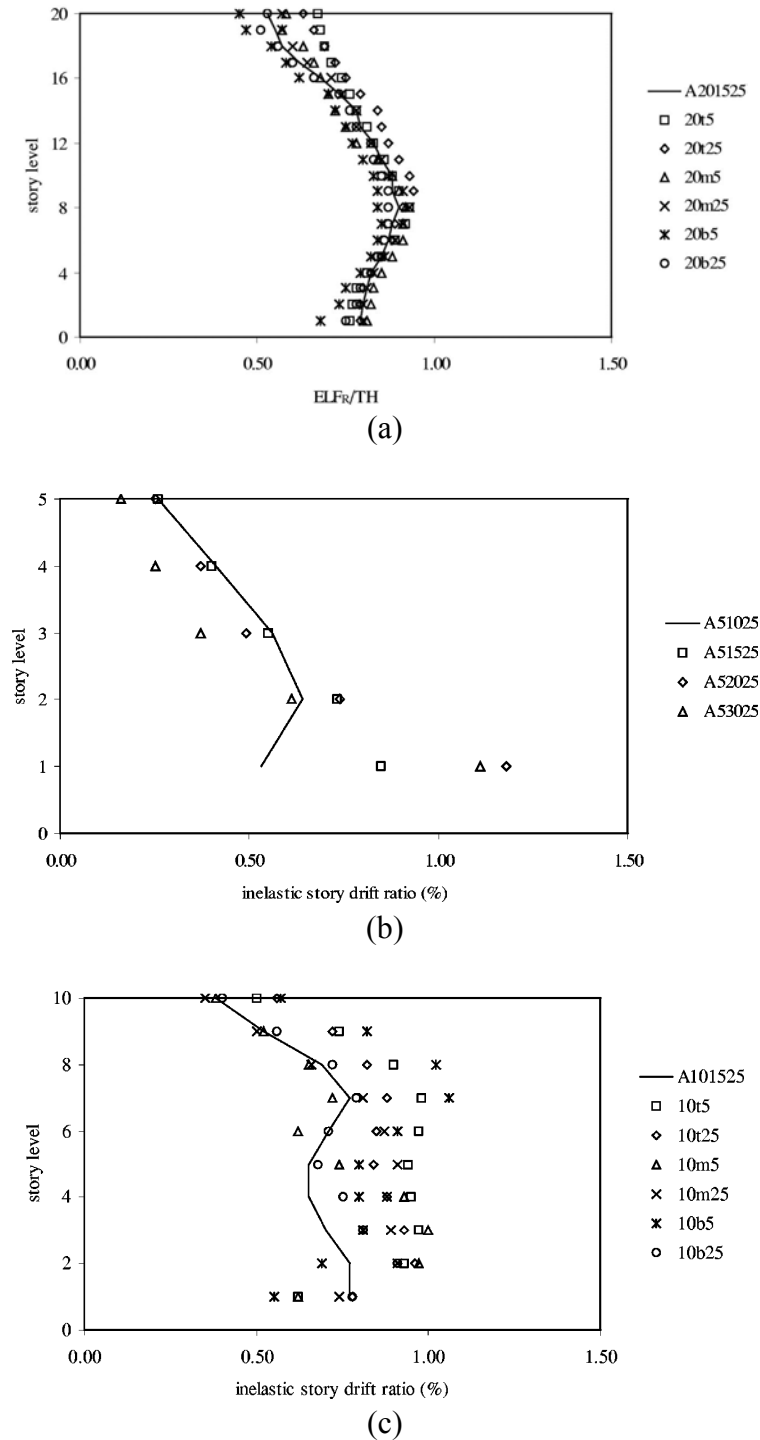 20
16
12
8
4
0
story level
0.00 0.50 1.00 1.50
ELFR/TH
A201525
20t5
20t25
20m5
20m25
20b5
20b25
(a)
5
4
3
2
1
0
story level
0.00 0.50 1.00 1.50
inelastic story drift ratio (%)
A51025
A51525
A52025
A53025
(b)
10
8
6
4
2
0
story level
0.00 0.50 1.00 1.50
inelastic story drift ratio (%)
A101525
10t5
10t25
10m5
10m25
10b5
10b25
(c)